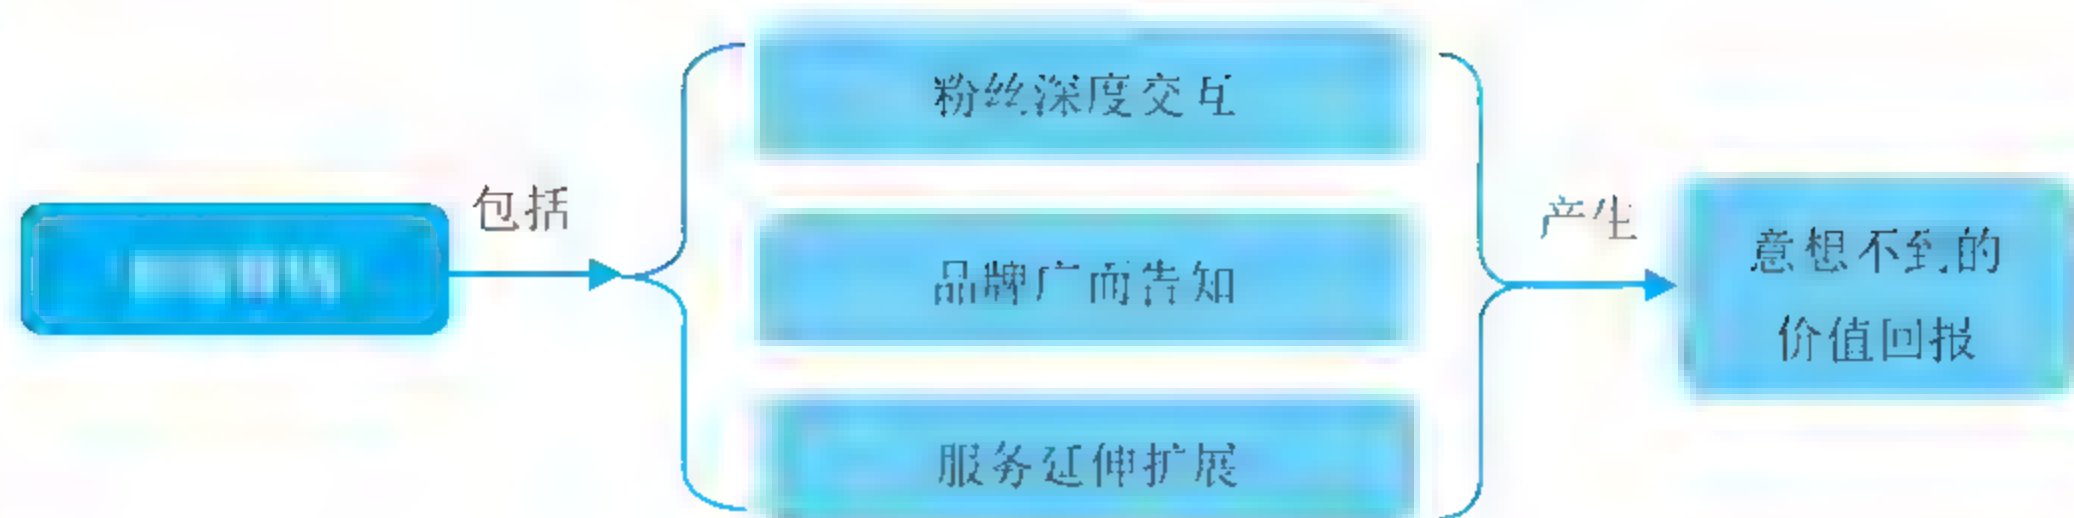 包括
粉丝深度交互
品牌广而告知
服务延伸扩展
产生
意想不到的
价值回报